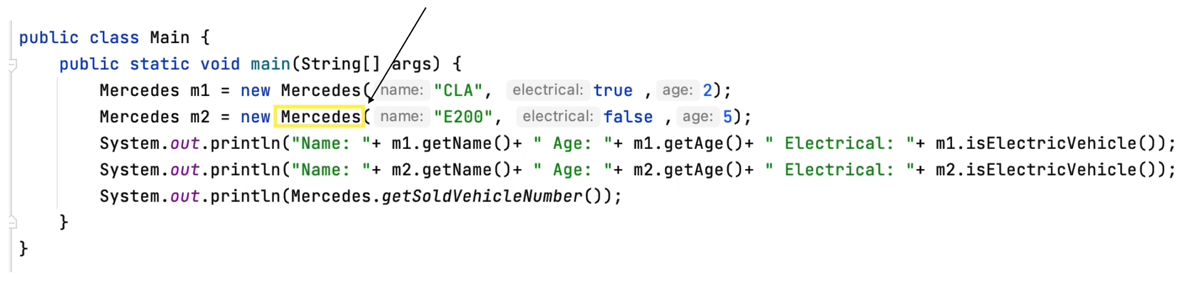 public class Main {
public static void main(String[] args) {
Mercedes m1 = new Mercedes( name: "CLA", electrical: true , age: 2);
Mercedes m2 = new Mercedes( name: "E200", electrical: false , age: 5);
System.out.println("Name: "+ m1.getName()+ " Age: "+ m1.getAge()+ " Electrical: "+ m1.isElectricVehicle());
System.out.println("Name: "+ m2.getName()+ " Age: "+ m2.getAge()+ " Electrical: "+ m2.isElectricVehicle());
System.out.println(Mercedes.getSoldVehicleNumber());
}
}